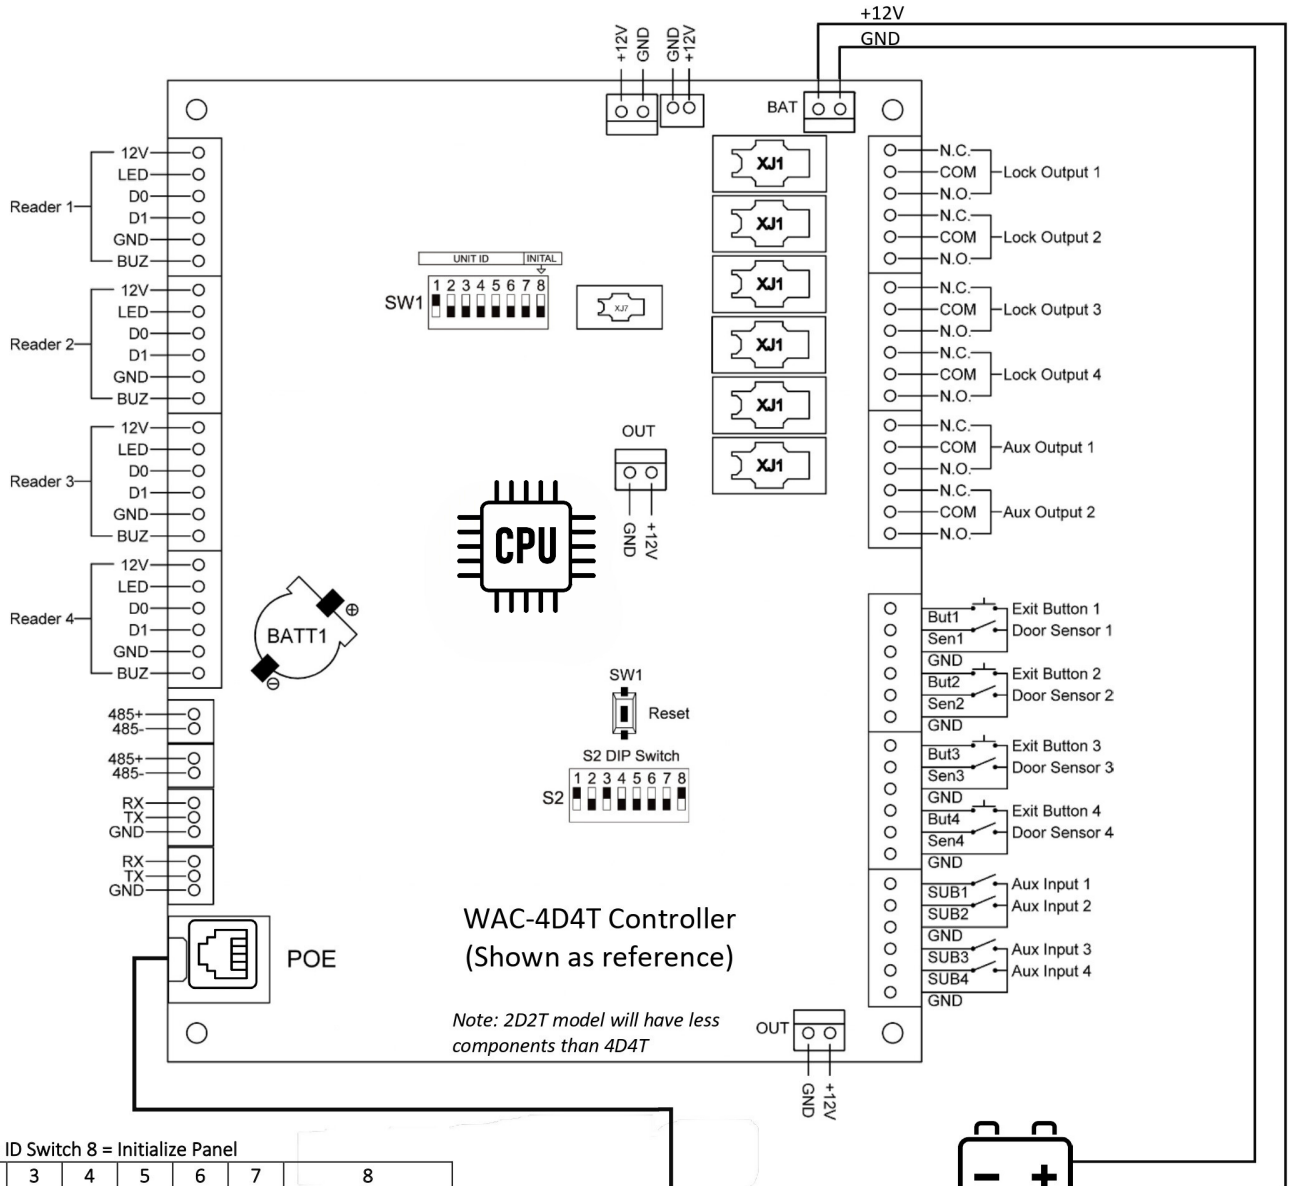 +12V
GND
+12V
GND
GND
+12V
BAT
Reader 1
12V
LED
D0
D1
GND
BUZ
Reader 2
12V
LED
D0
D1
GND
BUZ
Reader 3
12V
LED
D0
D1
GND
BUZ
Reader 4
12V
LED
D0
D1
GND
BUZ
485+
485-
485+
485-
RX
TX
GND
RX
TX
GND
POE
UNIT ID
INITAL
SW1
1 2 3 4 5 6 7 8
XJ7
XJ1
XJ1
XJ1
XJ1
XJ1
XJ1
OUT
GND
+12V
CPU
BATT1
SW1
Reset
S2 DIP Switch
1 2 3 4 5 6 7 8
S2
WAC-4D4T Controller
(Shown as reference)
Note: 2D2T model will have less
components than 4D4T
OUT
GND
+12V
N.C.
COM
N.O.
Lock Output 1
N.C.
COM
N.O.
Lock Output 2
N.C.
COM
N.O.
Lock Output 3
N.C.
COM
N.O.
Lock Output 4
N.C.
COM
N.O.
Aux Output 1
N.C.
COM
N.O.
Aux Output 2
But1
Exit Button 1
Sen1
Door Sensor 1
GND
But2
Exit Button 2
Sen2
Door Sensor 2
GND
But3
Exit Button 3
Sen3
Door Sensor 3
GND
But4
Exit Button 4
Sen4
Door Sensor 4
GND
SUB1
Aux Input 1
SUB2
Aux Input 2
GND
SUB3
Aux Input 3
SUB4
Aux Input 4
GND
ID Switch 8 = Initialize Panel
3 4 5 6 7 8